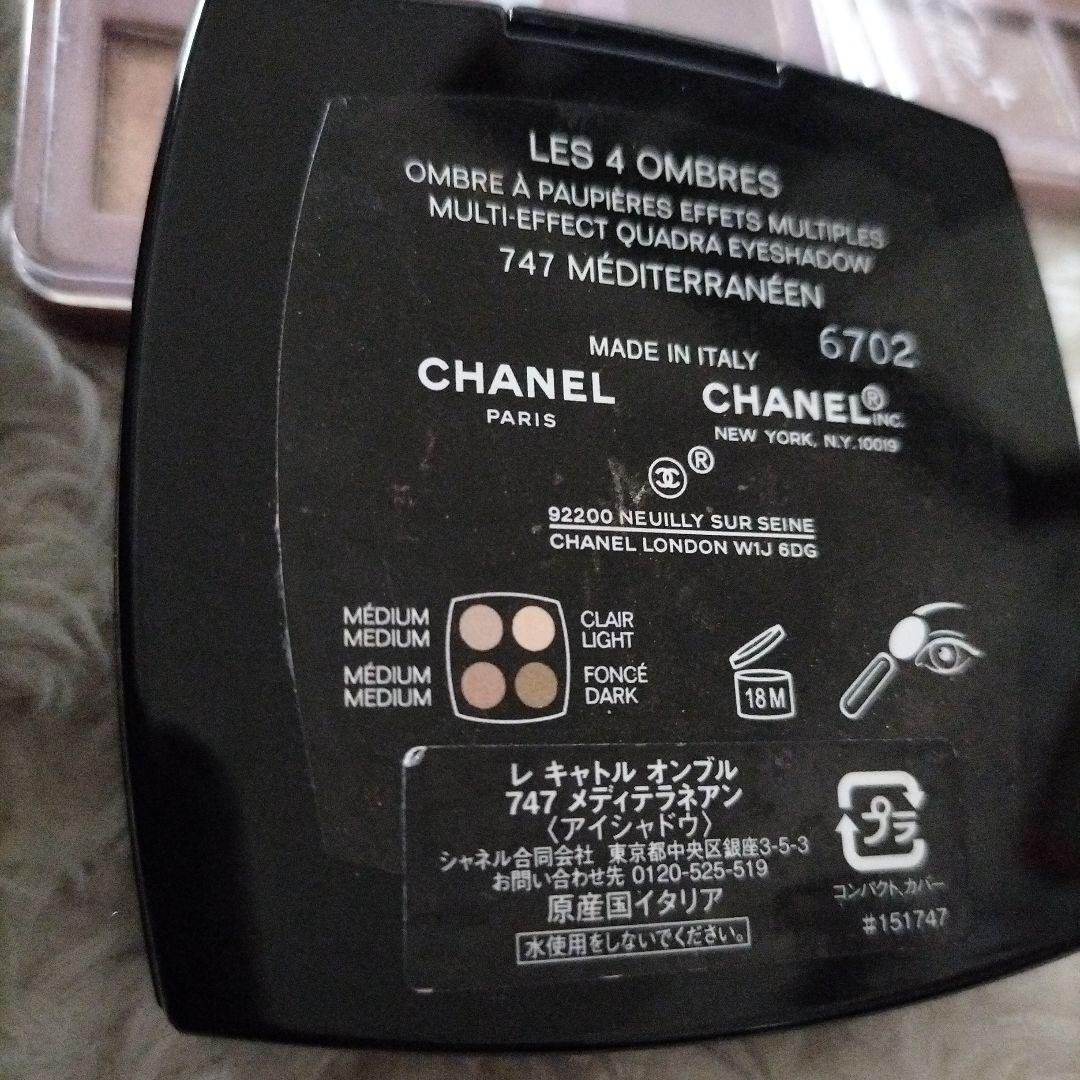 LES 4 OMBRES
OMBRE À PAUPIÈRES EFFETS MULTIPLES
MULTI-EFFECT QUADRA EYESHADOW
747 MÉDITERRANÉEN
MADE IN ITALY
6702
CHANEL
PARIS
CHANEL® INC.
NEW YORK, N.Y. 10019
®
92200 NEUILLY SUR SEINE
CHANEL LONDON W1J 6DG
MÉDIUM
MEDIUM
CLAIR
LIGHT
MÉDIUM
MEDIUM
FONCÉ
DARK
18M
レ キャトル オンブル
747 メディテラネアン
〈アイシャドウ〉
シャネル合同会社 東京都中央区銀座3-5-3
お問い合わせ先 0120-525-519
原産国イタリア
水使用をしないでください。
プラ
コンパクト,カバー
#151747